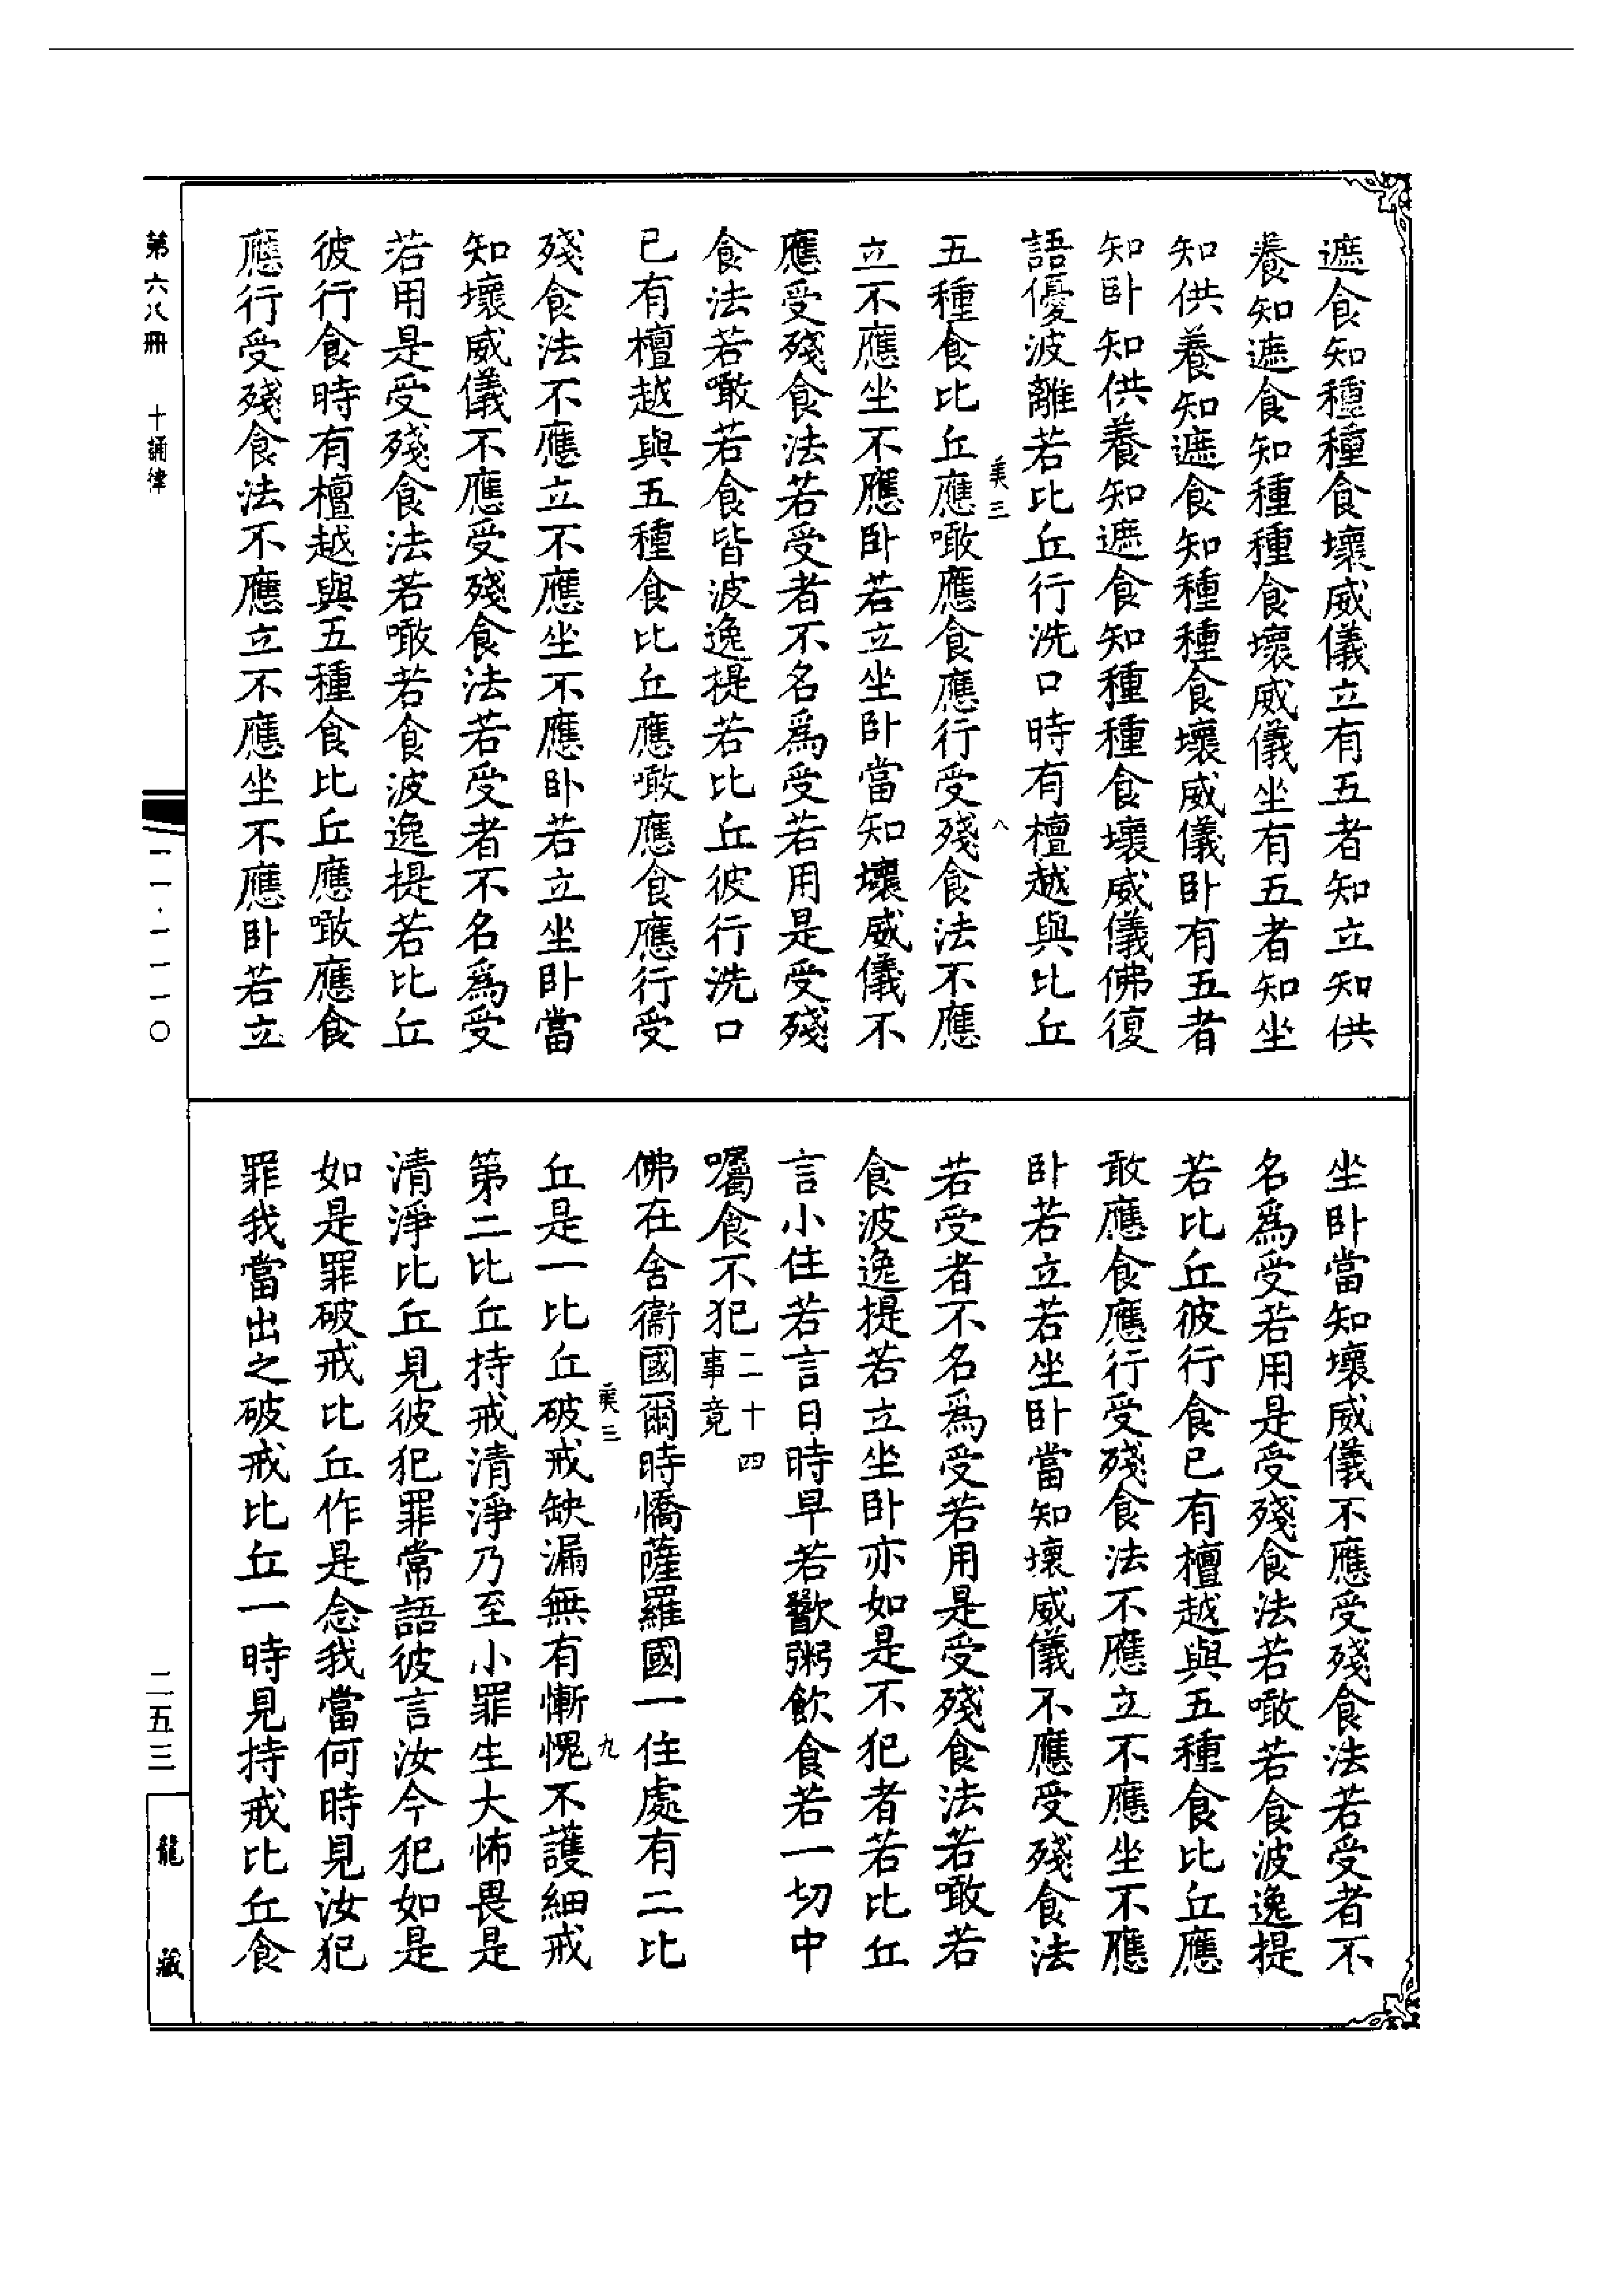 遮食知種種食壞威儀立有五者知立知供
養知遮食知種種食壞威儀坐有五者知坐
知供養知遮食知種種食壞威儀卧有五者
知卧知供養知遮食知種種食壞威儀佛復
語優波離若比丘行洗口時有檀越與比丘
五種食比丘應噉應食應行受殘食法不應
立不應坐不應卧若立坐卧當知壞威儀不
應受殘食法若受者不名爲受若用是受殘
食法若噉若食皆波逸提若比丘彼行洗口
已有檀越與五種食比丘應噉應食應行受
殘食法不應立不應坐不應卧若立坐卧當
知壞威儀不應受殘食法若受者不名爲受
若用是受殘食法若噉若食波逸提若比丘
彼行食時有檀越與五種食比丘應噉應食
應行受殘食法不應立不應坐不應卧若立
坐卧當知壞威儀不應受殘食法若受者不
名爲受若用是受殘食法若噉若食波逸提
若比丘彼行食已有檀越與五種食比丘應
敢應食應行受殘食法不應立不應坐不應
卧若立若坐卧當知壞威儀不應受殘食法
若受者不名爲受若用是受殘食法若噉若
食波逸提若立坐卧亦如是不犯者若比丘
言小住若言日時早若歠粥飲食若一切中
囑食不犯二十四事竟
佛在舍衞國爾時憍薩羅國一住處有二比
丘是一比丘破戒缺漏無有慚愧不護細戒
第二比丘持戒清淨乃至小罪生大怖畏是
清淨比丘見彼犯罪常語彼言汝今犯如是
如是罪破戒比丘作是念我當何時見汝犯
罪我當出之破戒比丘一時見持戒比丘食
第六八冊
十誦律
一一·一一一〇
二五三
龍藏
三
八
三
九